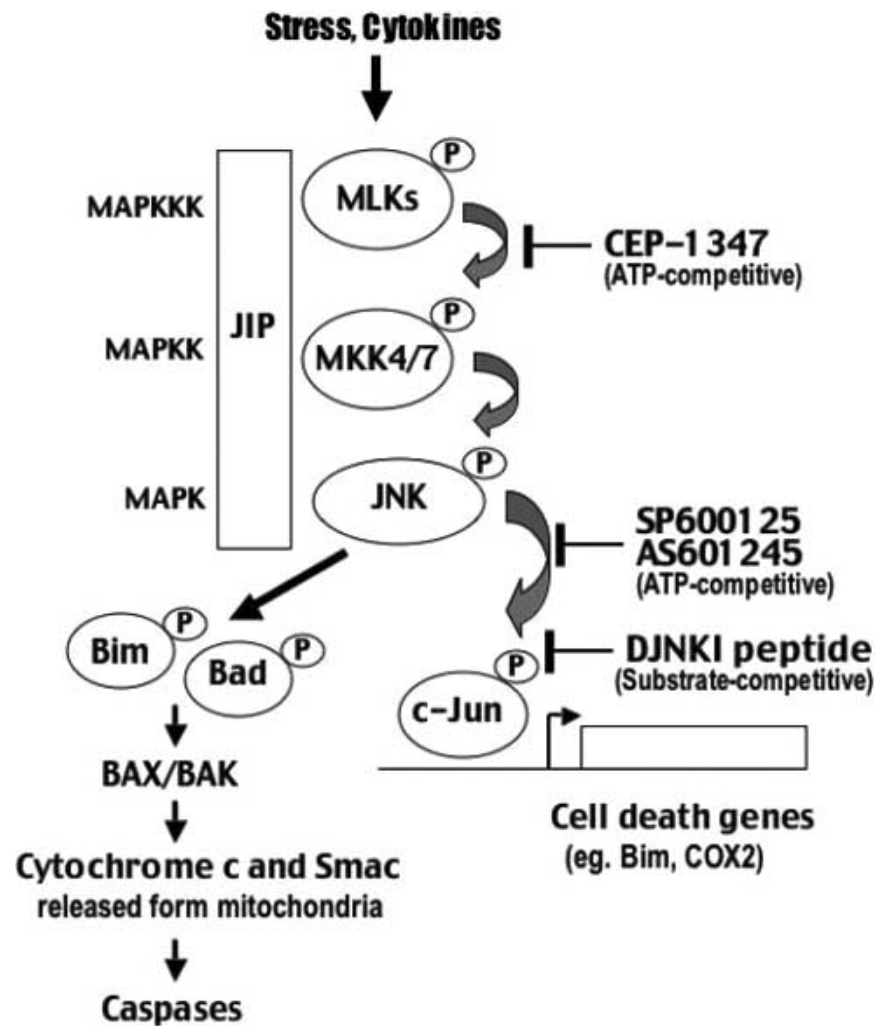 Stress, Cytokines
P
MLKs
MAPKKK
CEP-1347
(ATP-competitive)
JIP
P
MKK4/7
MAPKK
P
JNK
MAPK
SP600125
AS601245
(ATP-competitive)
P
Bim
P
Bad
P
DJNKI peptide
(Substrate-competitive)
c-Jun
BAX/BAK
Cell death genes
(eg. Bim, COX2)
Cytochrome c and Smac
released form mitochondria
Caspases